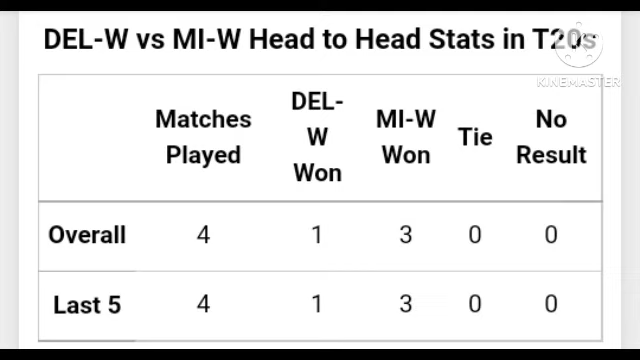 DEL-W vs MI-W Head to Head Stats in T20s
KINEMASTER
Matches Played DEL-W Won MI-W Won Tie No Result
Overall 4 1 3 0 0
Last 5 4 1 3 0 0